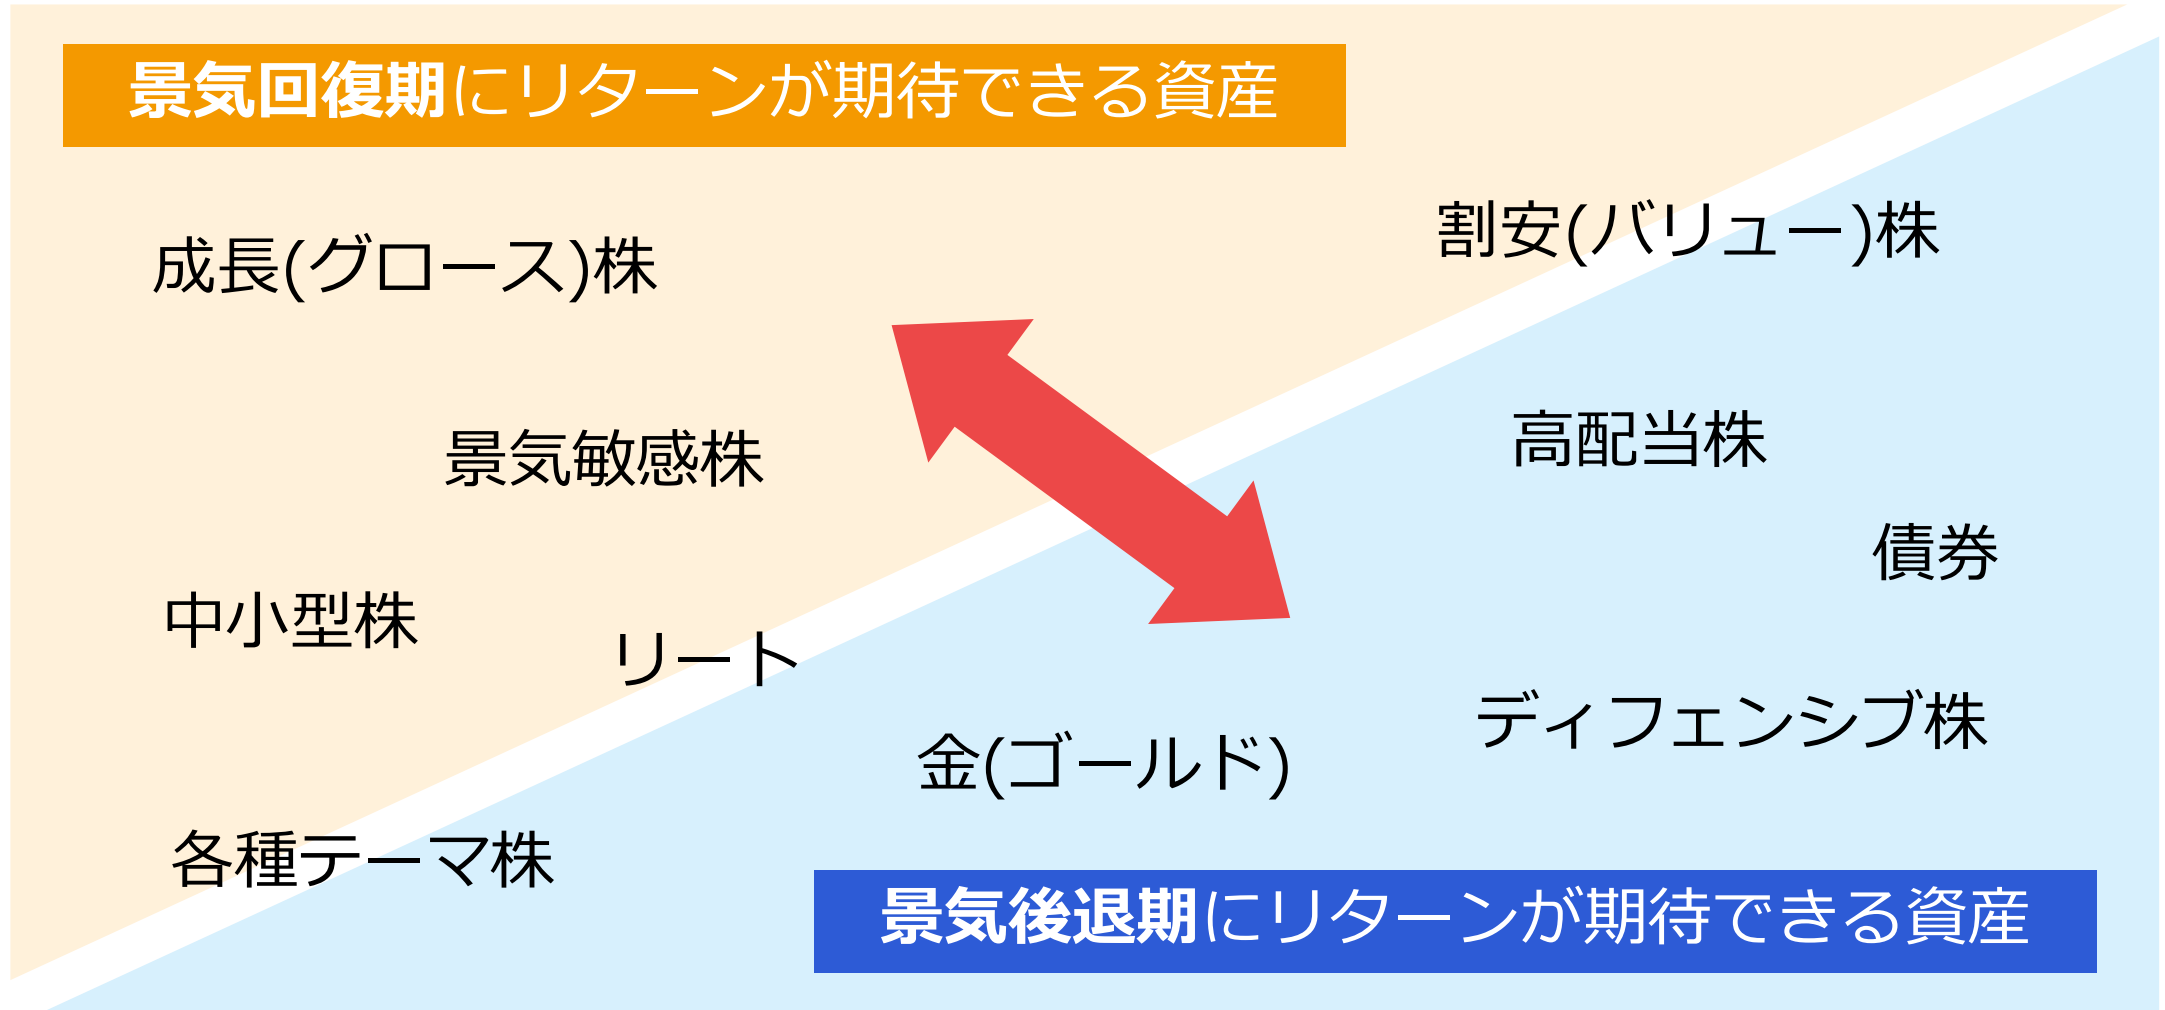 景気回復期にリターンが期待できる資産
成長(グロース)株
割安(バリュー)株
景気敏感株
高配当株
債券
中小型株
リート
ディフェンシブ株
金(ゴールド)
各種テーマ株
景気後退期にリターンが期待できる資産